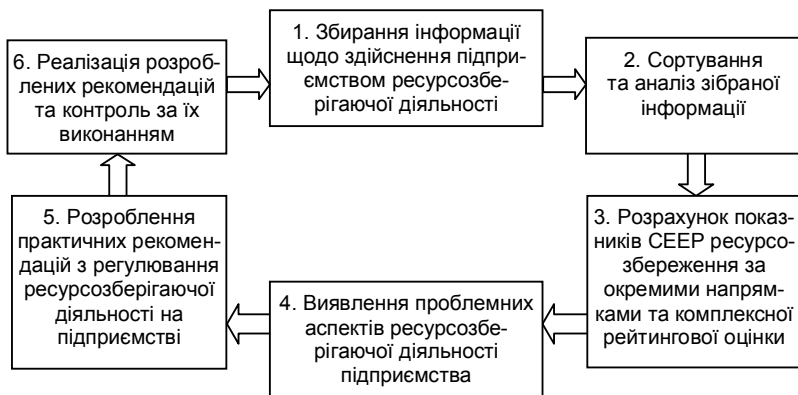 1. Збирання інформації
щодо здійснення підпри-
ємством ресурсозбе-
рігаючої діяльності
2. Сортування
та аналіз зібраної
інформації
3. Розрахунок показ-
ників СЕЕР ресурсо-
збереження за
окремими напрям-
ками та комплексної
рейтингової оцінки
4. Виявлення проблемних
аспектів ресурсозбе-
рігаючої діяльності
підприємства
5. Розроблення
практичних рекомен-
дацій з регулювання
ресурсозберігаючої
діяльності на
підприємстві
6. Реалізація розроб-
лених рекомендацій
та контроль за їх
виконанням